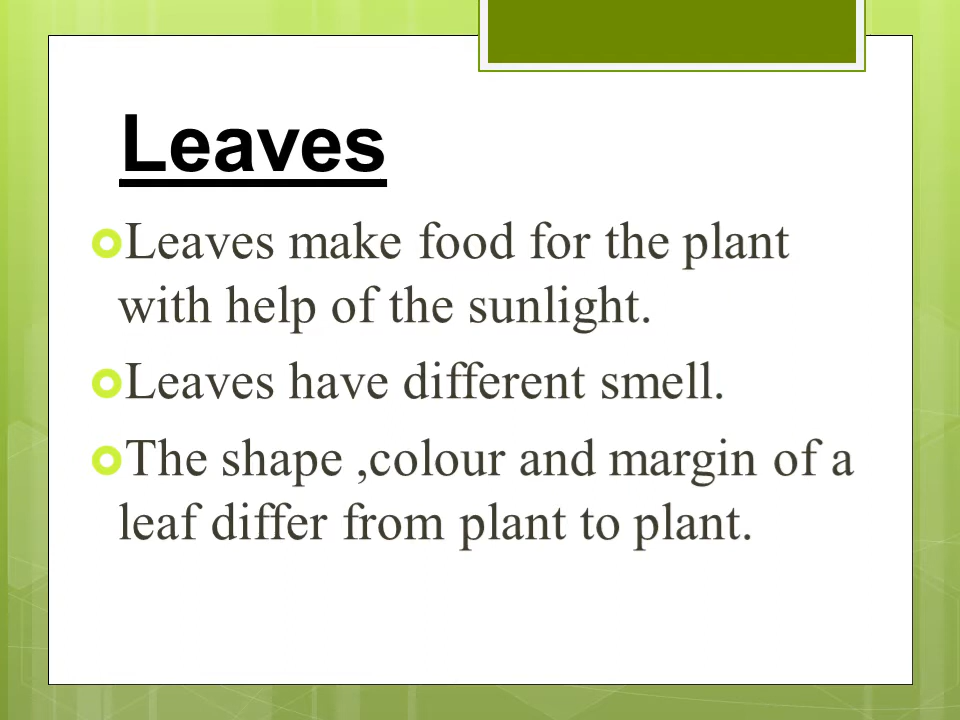 Leaves
Leaves make food for the plant
with help of the sunlight.
Leaves have different smell.
The shape ,colour and margin of a
leaf differ from plant to plant.